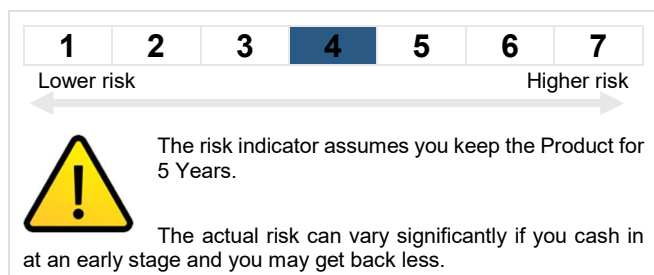 1 2 3 4 5 6 7
Lower risk Higher risk
The risk indicator assumes you keep the Product for
5 Years.
The actual risk can vary significantly if you cash in
at an early stage and you may get back less.